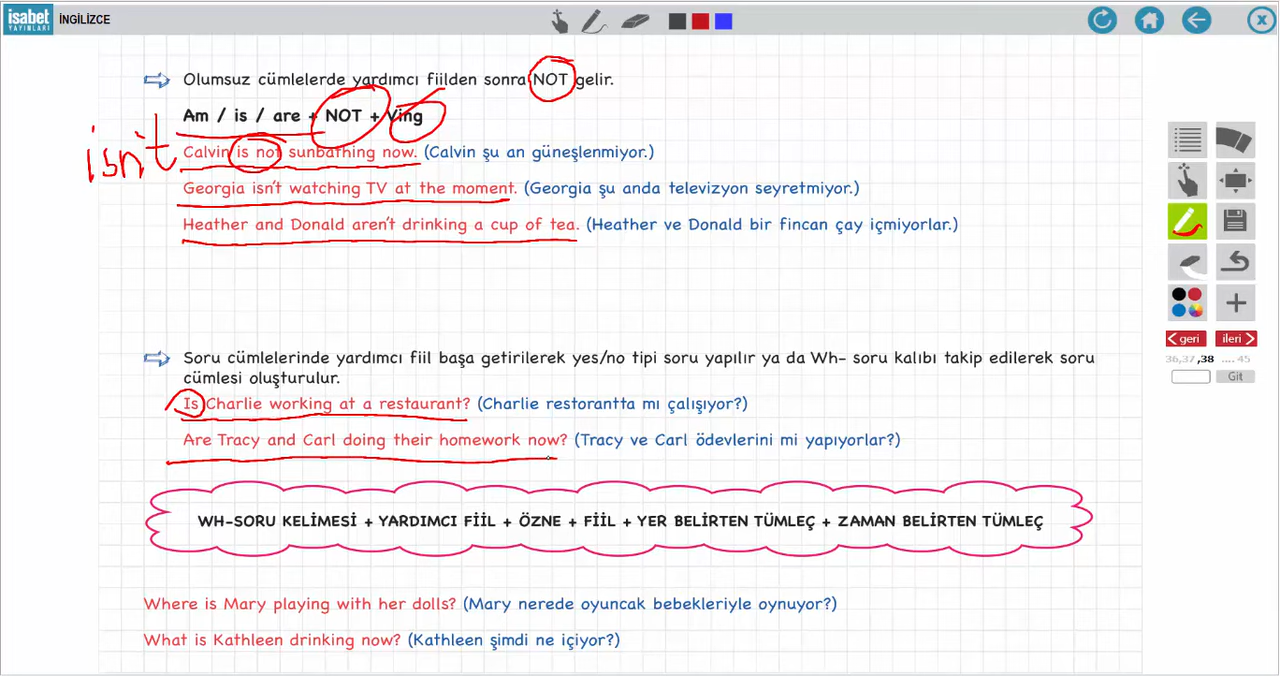 isabet
YAYINLARI
İNGİLİZCE
Olumsuz cümlelerde yardımcı fiilden sonra NOT gelir.
Am / is / are + NOT + Ving
isn't
Calvin is not sunbathing now. (Calvin şu an güneşlenmiyor.)
Georgia isn't watching TV at the moment. (Georgia şu anda televizyon seyretmiyor.)
Heather and Donald aren't drinking a cup of tea. (Heather ve Donald bir fincan çay içmiyorlar.)
Soru cümlelerinde yardımcı fiil başa getirilerek yes/no tipi soru yapılır ya da Wh- soru kalıbı takip edilerek soru
cümlesi oluşturulur.
Is Charlie working at a restaurant? (Charlie restorantta mı çalışıyor?)
Are Tracy and Carl doing their homework now? (Tracy ve Carl ödevlerini mi yapıyorlar?)
WH-SORU KELİMESİ + YARDIMCI FİİL + ÖZNE + FİİL + YER BELİRTEN TÜMLEÇ + ZAMAN BELİRTEN TÜMLEÇ
Where is Mary playing with her dolls? (Mary nerede oyuncak bebekleriyle oynuyor?)
What is Kathleen drinking now? (Kathleen şimdi ne içiyor?)
geri
ileri
36,37,38 .... 45
Git